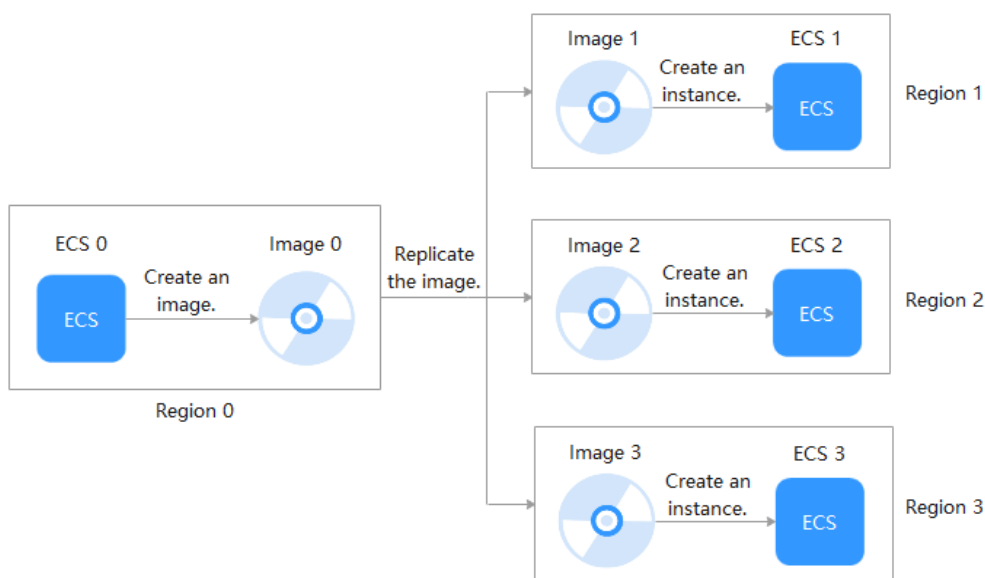 ECS 0
Image 0
Create an
image.
ECS
Region 0
Replicate
the image.
Image 1
ECS 1
Create an
instance.
ECS
Region 1
Image 2
ECS 2
Create an
instance.
ECS
Region 2
Image 3
ECS 3
Create an
instance.
ECS
Region 3